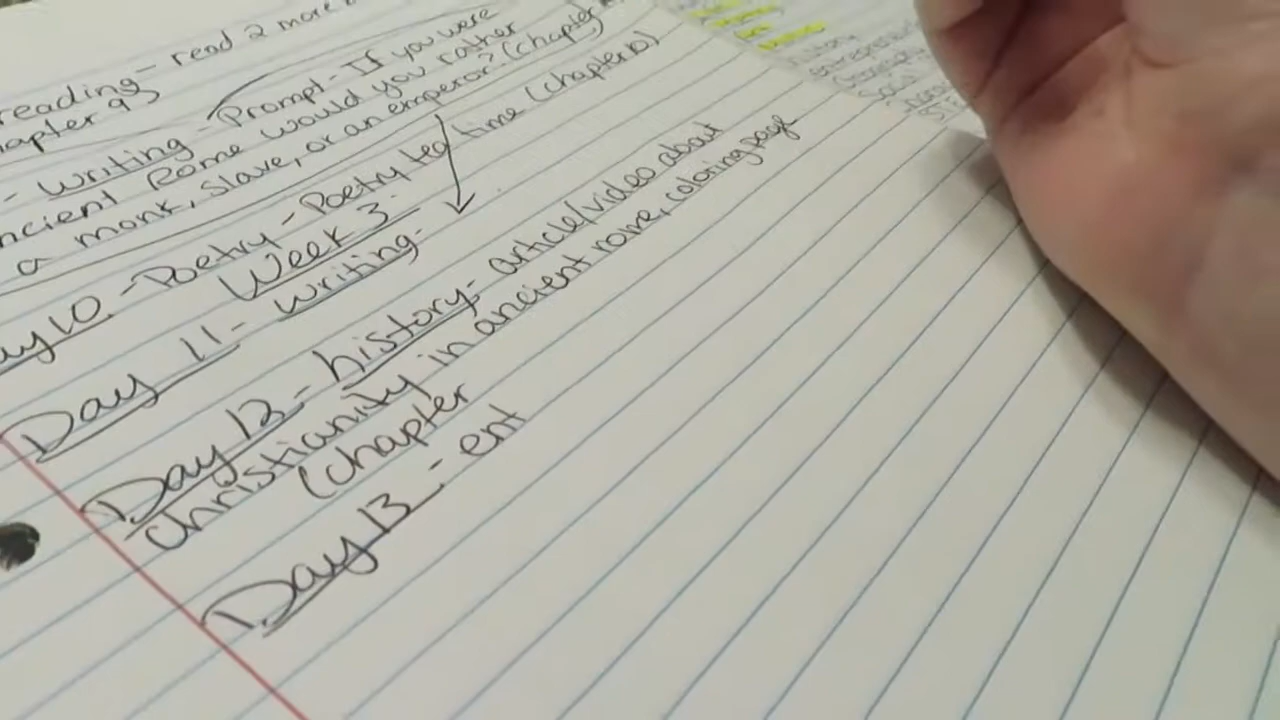 reading - read 2 more
chapter 9)
- writing - Prompt - If you were
ancient Rome would you rather
a monk, slave, or an emperor? (chapter
Day 10 - Poetry - Poetry tea time (chapter 10)
Week 3
Day 11 - writing -
Day 12 - history - article/video about
christianity in ancient rome, coloring page
(chapter
Day 13 - ent